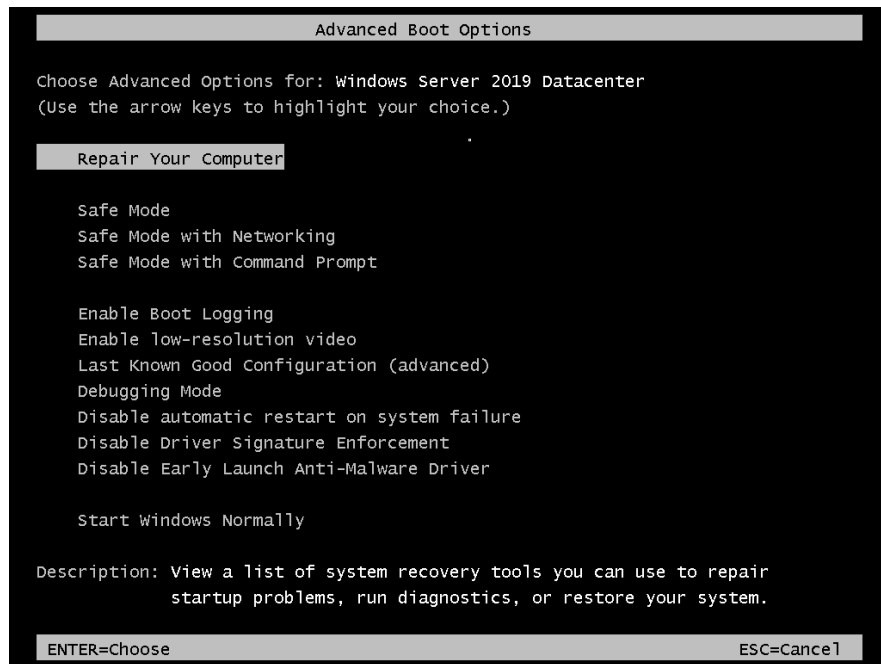 Advanced Boot Options
Choose Advanced Options for: Windows Server 2019 Datacenter
(Use the arrow keys to highlight your choice.)
Repair Your Computer
Safe Mode
Safe Mode with Networking
Safe Mode with Command Prompt
Enable Boot Logging
Enable low-resolution video
Last Known Good Configuration (advanced)
Debugging Mode
Disable automatic restart on system failure
Disable Driver Signature Enforcement
Disable Early Launch Anti-Malware Driver
Start Windows Normally
Description: View a list of system recovery tools you can use to repair
startup problems, run diagnostics, or restore your system.
ENTER=Choose ESC=Cancel